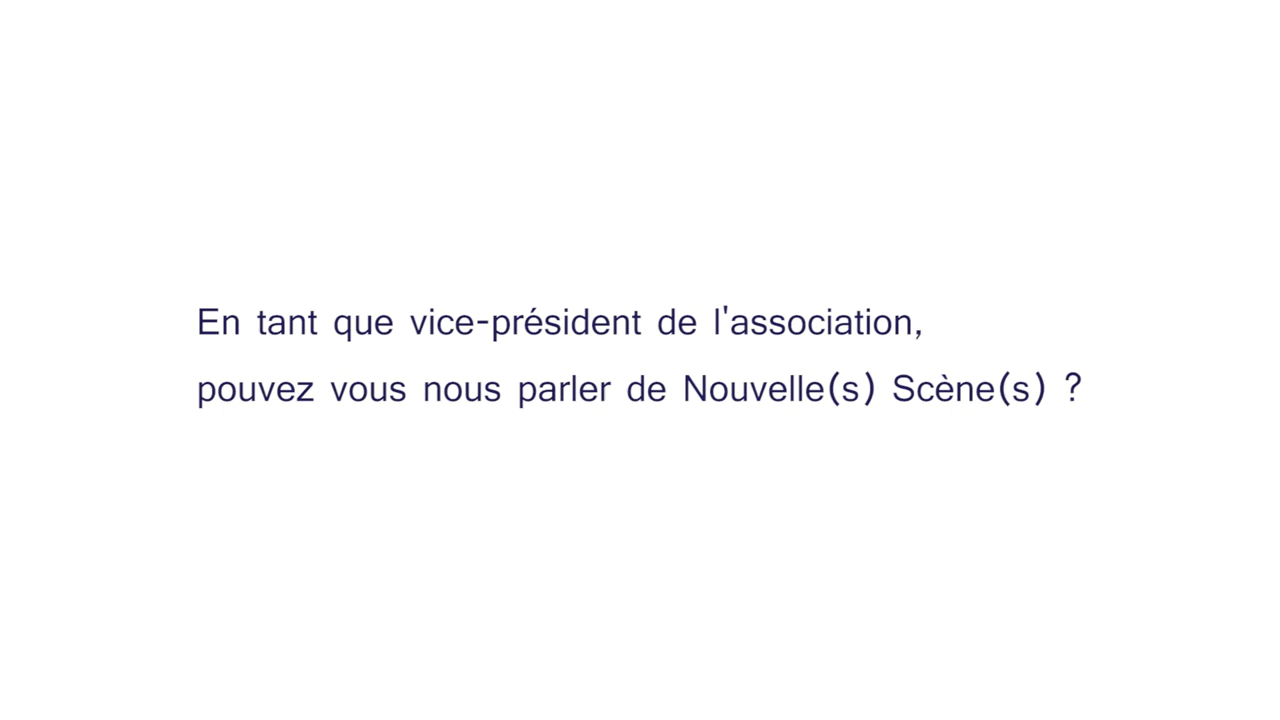 En tant que vice-président de l'association,
pouvez vous nous parler de Nouvelle(s) Scène(s) ?